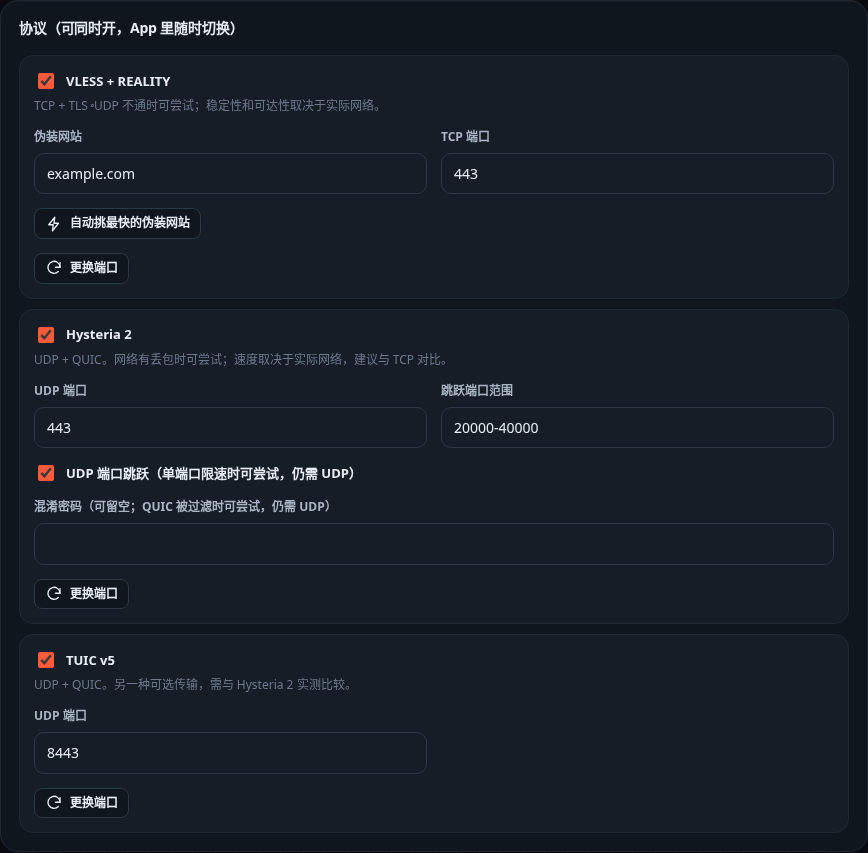 协议（可同时开，App 里随时切换）
VLESS + REALITY
TCP + TLS。UDP 不通时可尝试；稳定性和可达性取决于实际网络。
伪装网站
TCP 端口
example.com
443
自动挑最快的伪装网站
更换端口
Hysteria 2
UDP + QUIC。网络有丢包时可尝试；速度取决于实际网络，建议与 TCP 对比。
UDP 端口
跳跃端口范围
443
20000-40000
UDP 端口跳跃（单端口限速时可尝试，仍需 UDP）
混淆密码（可留空；QUIC 被过滤时可尝试，仍需 UDP）
更换端口
TUIC v5
UDP + QUIC。另一种可选传输，需与 Hysteria 2 实测比较。
UDP 端口
8443
更换端口